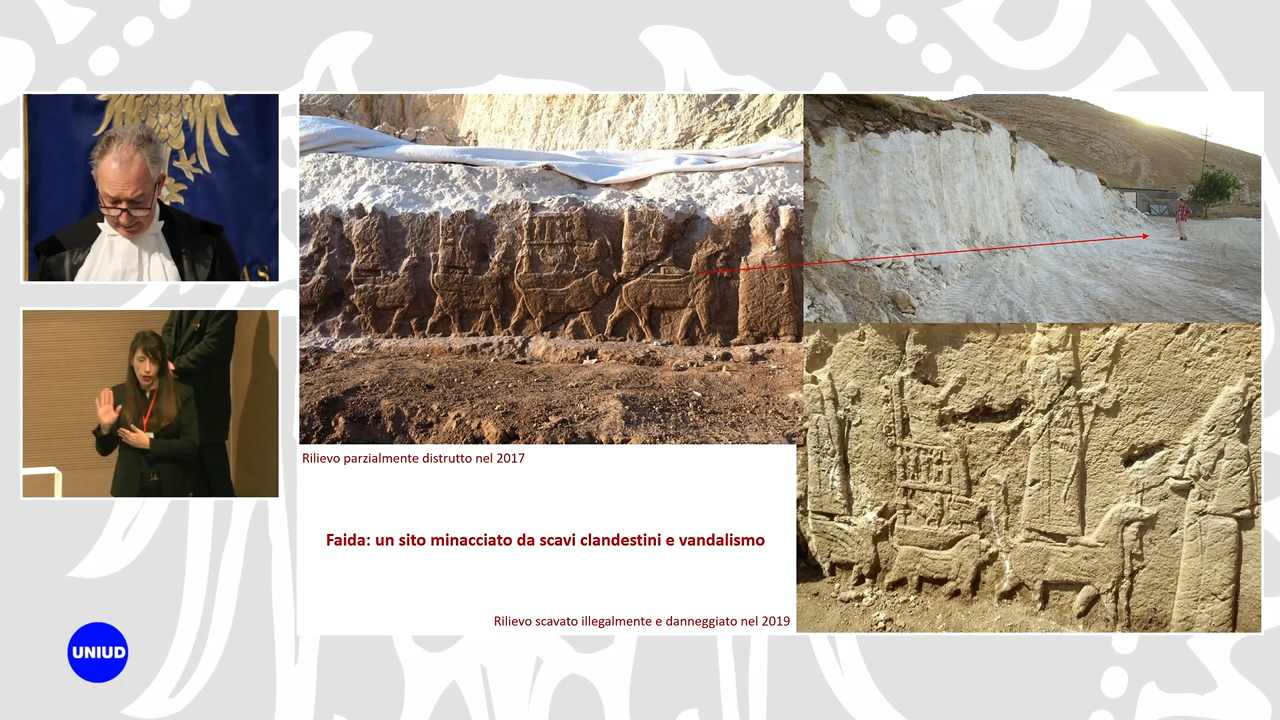 AS
Rilievo parzialmente distrutto nel 2017
Faida: un sito minacciato da scavi clandestini e vandalismo
Rilievo scavato illegalmente e danneggiato nel 2019
UNIUD